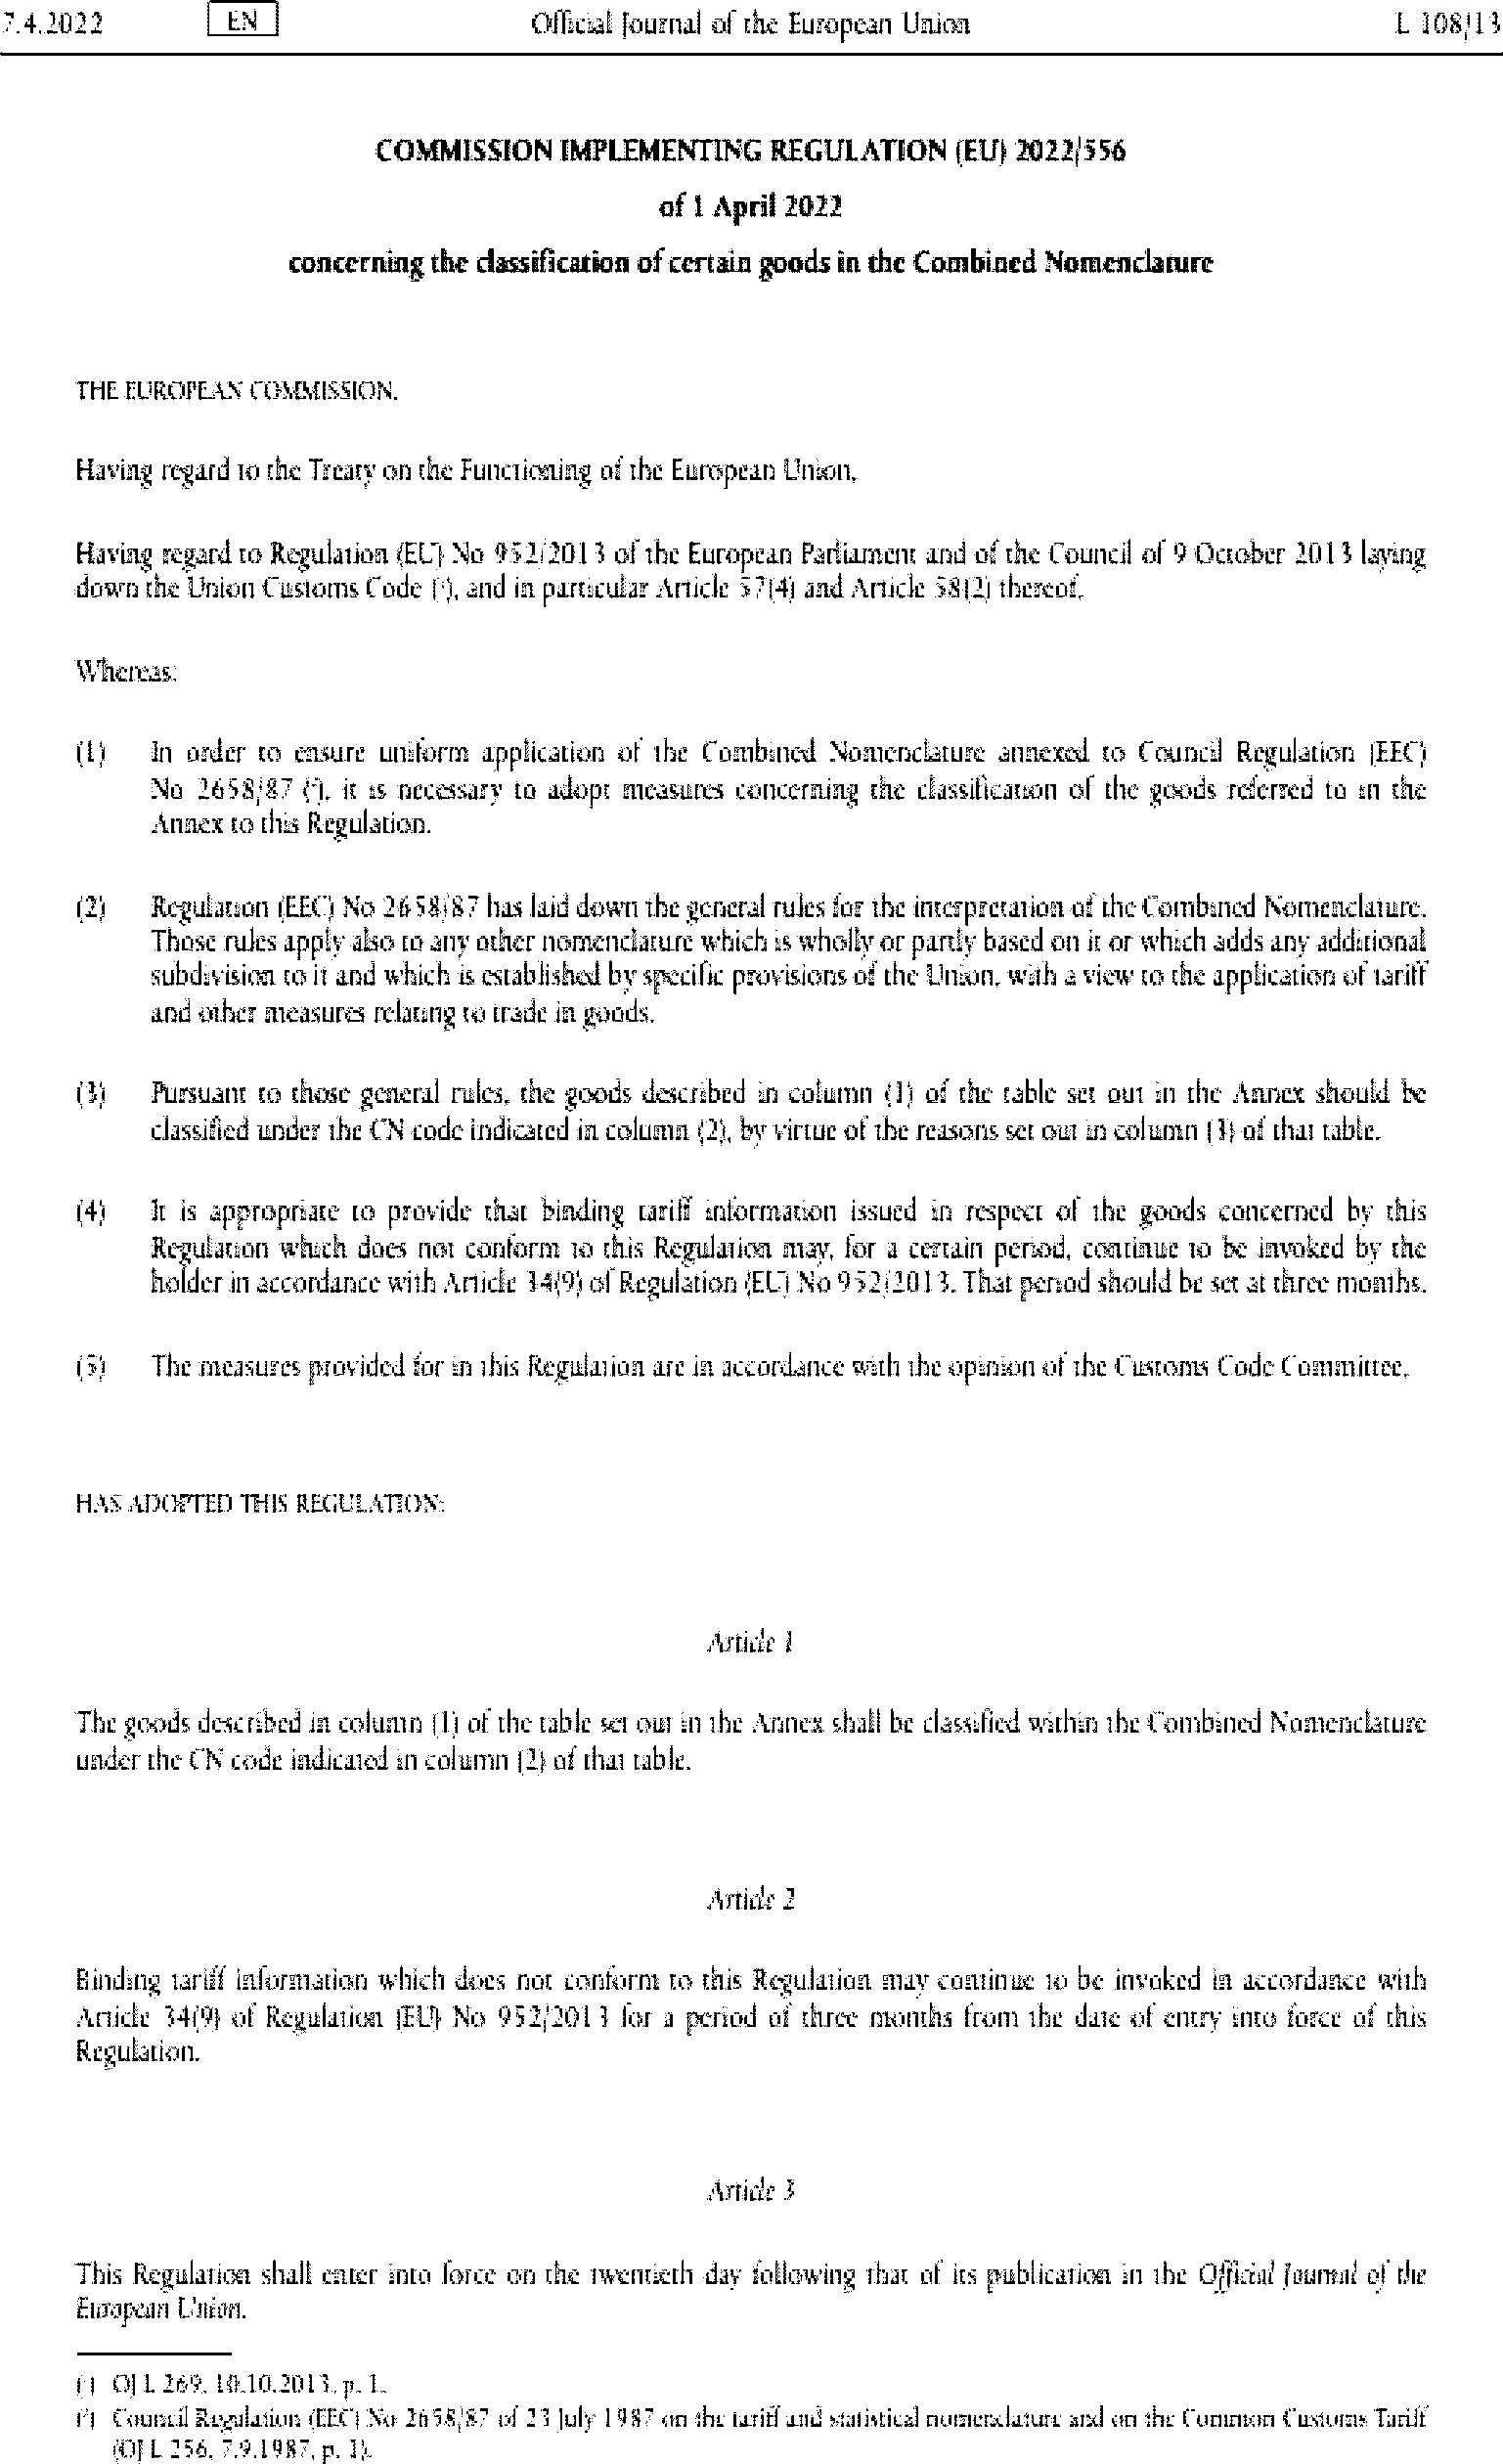 7.4.2022 EN Official Journal of the European Union L 108/13
COMMISSION IMPLEMENTING REGULATION (EU) 2022/556
of 1 April 2022
concerning the classification of certain goods in the Combined Nomenclature
THE EUROPEAN COMMISSION,
Having regard to the Treaty on the Functioning of the European Union,
Having regard to Regulation (EU) No 952/2013 of the European Parliament and of the Council of 9 October 2013 laying
down the Union Customs Code (¹), and in particular Article 57(4) and Article 58(2) thereof,
Whereas:
(1) In order to ensure uniform application of the Combined Nomenclature annexed to Council Regulation (EEC)
No 2658/87 (²), it is necessary to adopt measures concerning the classification of the goods referred to in the
Annex to this Regulation.
(2) Regulation (EEC) No 2658/87 has laid down the general rules for the interpretation of the Combined Nomenclature.
Those rules apply also to any other nomenclature which is wholly or partly based on it or which adds any additional
subdivision to it and which is established by specific provisions of the Union, with a view to the application of tariff
and other measures relating to trade in goods.
(3) Pursuant to those general rules, the goods described in column (1) of the table set out in the Annex should be
classified under the CN code indicated in column (2), by virtue of the reasons set out in column (3) of that table.
(4) It is appropriate to provide that binding tariff information issued in respect of the goods concerned by this
Regulation which does not conform to this Regulation may, for a certain period, continue to be invoked by the
holder in accordance with Article 34(9) of Regulation (EU) No 952/2013. That period should be set at three months.
(5) The measures provided for in this Regulation are in accordance with the opinion of the Customs Code Committee,
HAS ADOPTED THIS REGULATION:
Article 1
The goods described in column (1) of the table set out in the Annex shall be classified within the Combined Nomenclature
under the CN code indicated in column (2) of that table.
Article 2
Binding tariff information which does not conform to this Regulation may continue to be invoked in accordance with
Article 34(9) of Regulation (EU) No 952/2013 for a period of three months from the date of entry into force of this
Regulation.
Article 3
This Regulation shall enter into force on the twentieth day following that of its publication in the Official Journal of the
European Union.
(¹) OJ L 269, 10.10.2013, p. 1.
(²) Council Regulation (EEC) No 2658/87 of 23 July 1987 on the tariff and statistical nomenclature and on the Common Customs Tariff
(OJ L 256, 7.9.1987, p. 1).